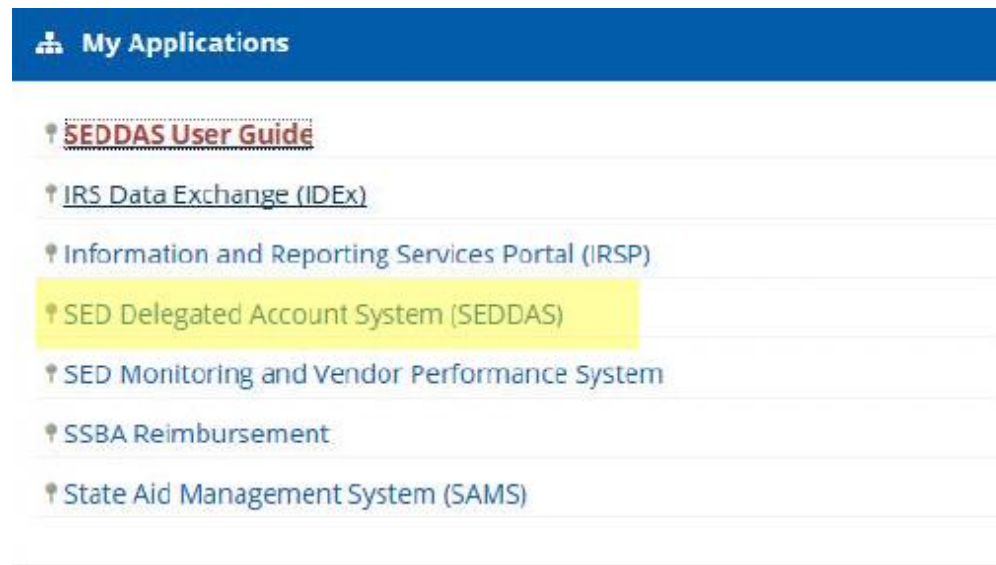 My Applications
SEDDAS User Guide
IRS Data Exchange (IDEx)
Information and Reporting Services Portal (IRSP)
SED Delegated Account System (SEDDAS)
SED Monitoring and Vendor Performance System
SSBA Reimbursement
State Aid Management System (SAMS)